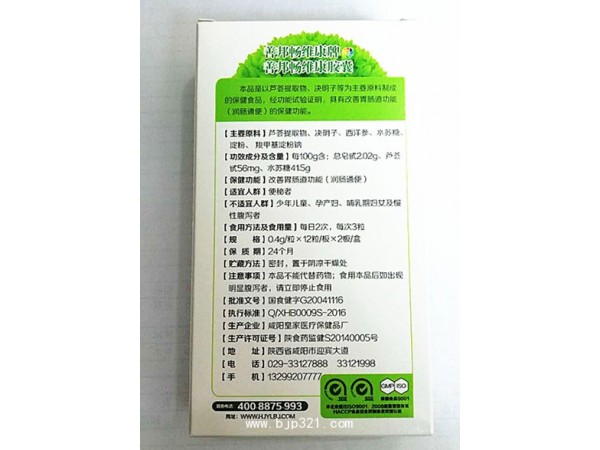 善邦畅维康牌
善邦畅维康胶囊
本品是以芦荟提取物、决明子等为主要原料制成
的保健食品，经功能试验证明，具有改善胃肠道功能
（润肠通便）的保健功能。
【主要原料】芦荟提取物、决明子、西洋参、水苏糖、
淀粉、羧甲基淀粉钠
【功效成分及含量】每100g含：总皂甙2.02g、芦荟
甙56mg、水苏糖41.5g
【保健功能】改善胃肠道功能（润肠通便）
【适宜人群】便秘者
【不适宜人群】少年儿童、孕产妇、哺乳期妇女及慢
性腹泻者
【食用方法及食用量】每日2次，每次3粒
【规 格】0.4g/粒×12粒/板×2板/盒
【保 质 期】24个月
【贮藏方法】密封，置于阴凉干燥处
【注意事项】本品不能代替药物；食用本品后如出现
明显腹泻者，请立即停止食用
【批准文号】国食健字G20041116
【执行标准】Q/XHB0009S-2016
【生产企业】咸阳皇家医疗保健品厂
【生产许可证号】陕食药监健S20140005号
【地 址】陕西省咸阳市迎宾大道
【电 话】029-33127888 33121998
【手 机】13299207777
GMP ISO
服务电话：400 8875 993
网址：WWW.HJYLBJ.COM
www.bjp321.com